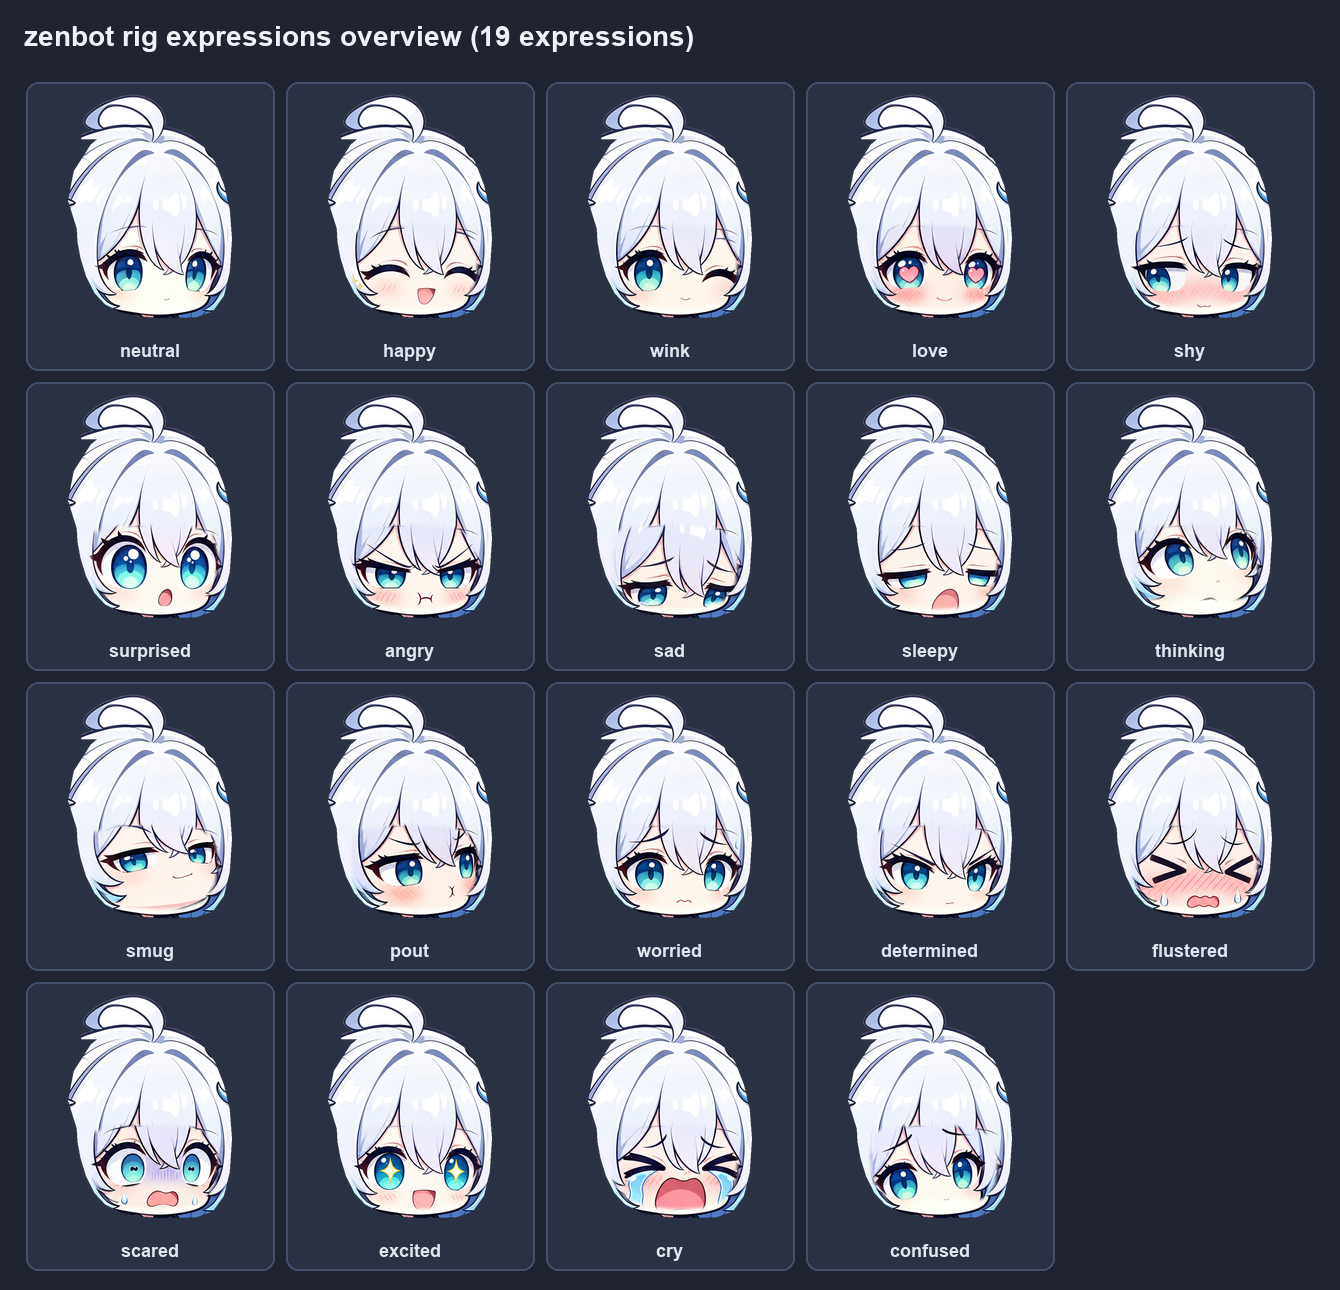 zenbot rig expressions overview (19 expressions)
neutral
happy
wink
love
shy
surprised
angry
sad
sleepy
thinking
smug
pout
worried
determined
flustered
scared
excited
cry
confused